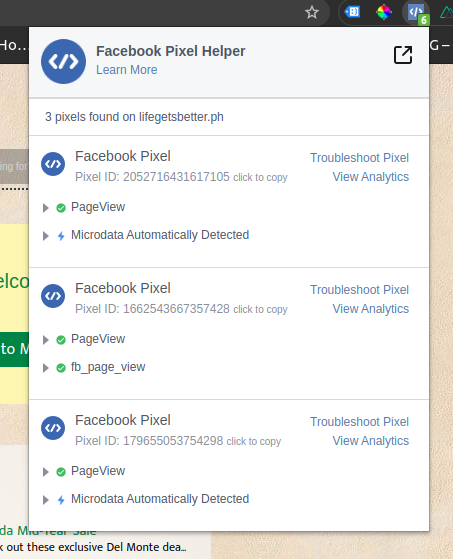 Ho...
6
G –
Facebook Pixel Helper
Learn More
3 pixels found on lifegetsbetter.ph
ing for
Facebook Pixel
Troubleshoot Pixel
Pixel ID: 2052716431617105 click to copy
View Analytics
PageView
Microdata Automatically Detected
elco
Facebook Pixel
Troubleshoot Pixel
Pixel ID: 1662543667357428 click to copy
View Analytics
PageView
to M
fb_page_view
Facebook Pixel
Troubleshoot Pixel
Pixel ID: 179655053754298 click to copy
View Analytics
PageView
Microdata Automatically Detected
da Mid-Year Sale
k out these exclusive Del Monte dea...